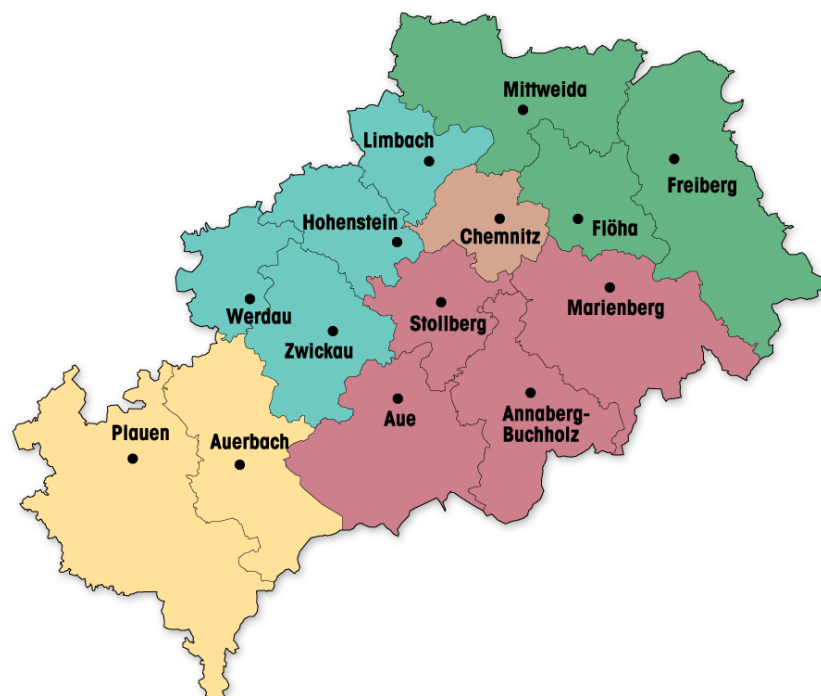 Mittweida
Limbach
Freiberg
Hohenstein
Chemnitz
Flöha
Werdau
Stollberg
Marienberg
Zwickau
Plauen
Auerbach
Aue
Annaberg-
Buchholz